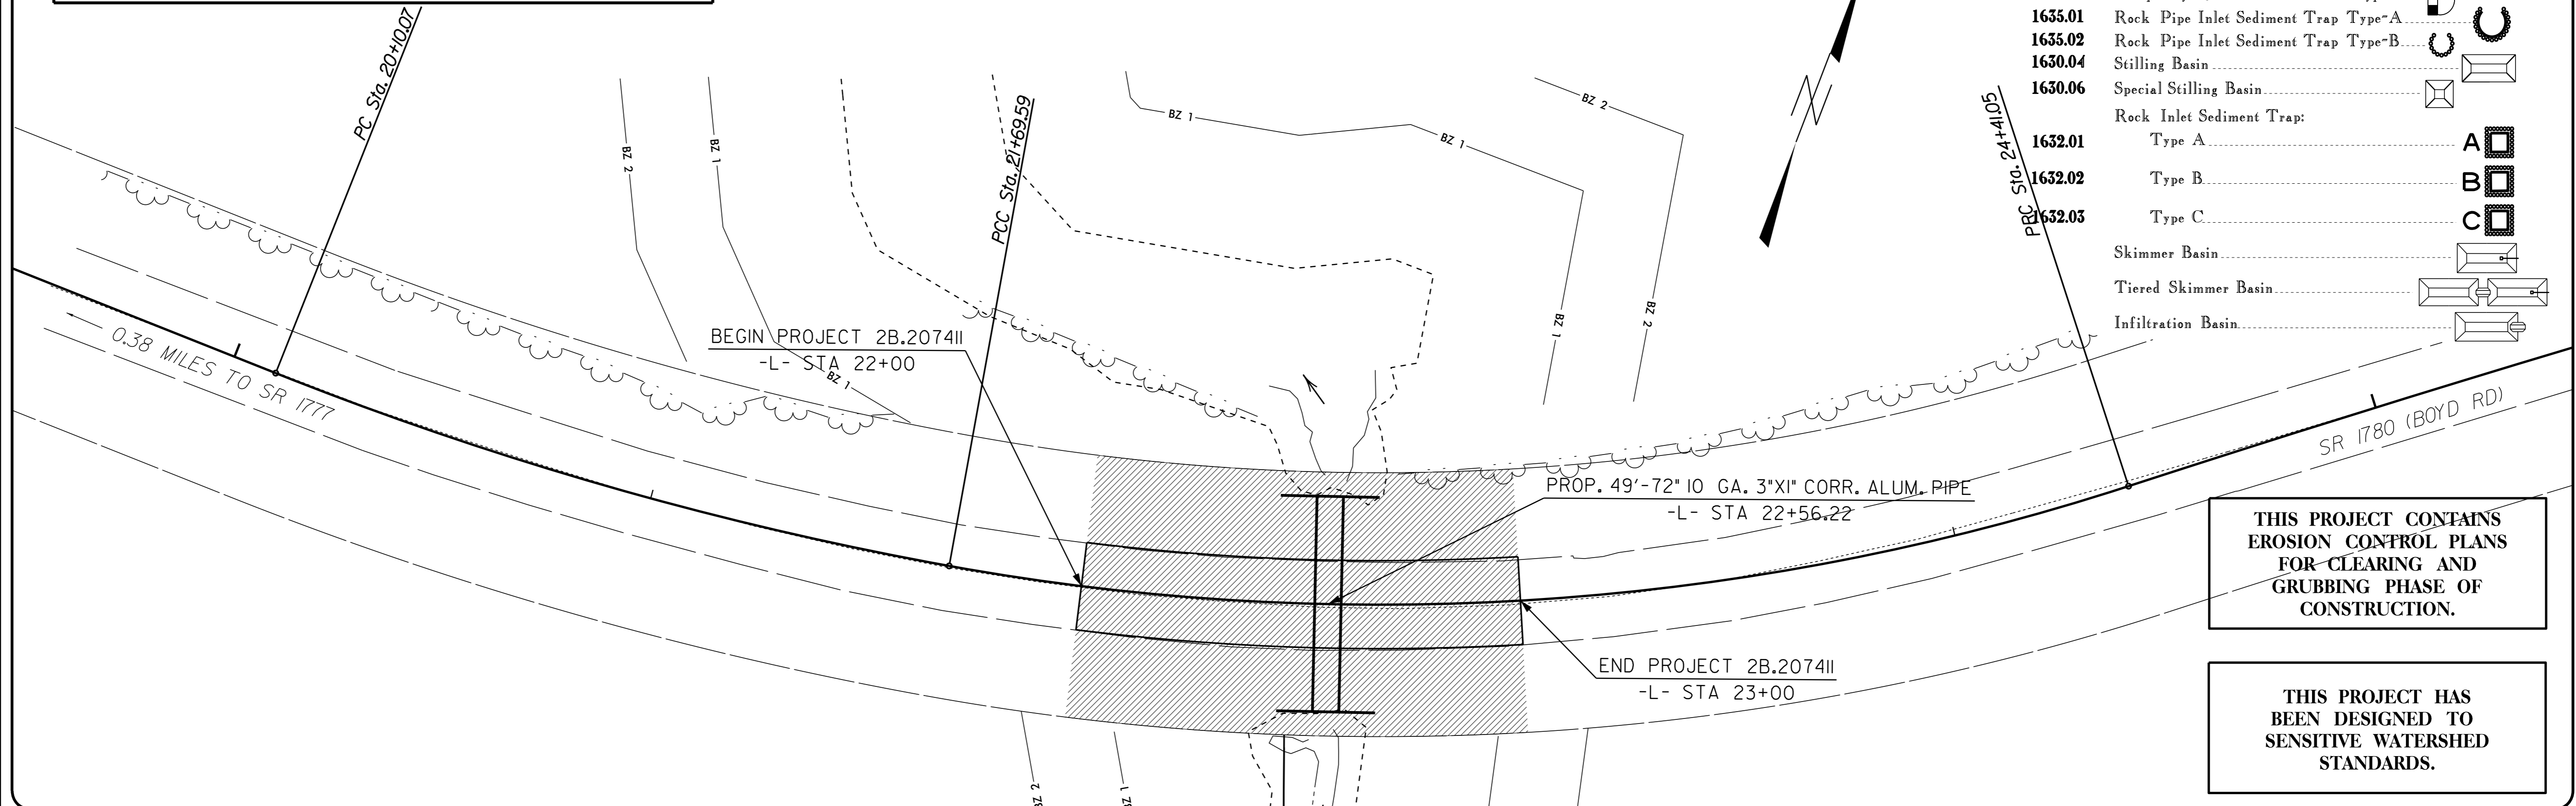 PC Sta. 20+10.07
PCC Sta. 21+69.59
PRC Sta. 24+41.05
BZ 2
BZ 1
BZ 1
BZ 1
BZ 2
BZ 1
BZ 2
BZ 1
BEGIN PROJECT 2B.207411
-L- STA 22+00
0.38 MILES TO SR 1777
PROP. 49'-72" 10 GA. 3"X1" CORR. ALUM. PIPE
-L- STA 22+56.22
END PROJECT 2B.207411
-L- STA 23+00
SR 1780 (BOYD RD)
BZ 2
BZ 1
1635.01 Rock Pipe Inlet Sediment Trap Type-A
1635.02 Rock Pipe Inlet Sediment Trap Type-B
1630.04 Stilling Basin
1630.06 Special Stilling Basin
Rock Inlet Sediment Trap:
1632.01 Type A A
1632.02 Type B B
1632.03 Type C C
Skimmer Basin
Tiered Skimmer Basin
Infiltration Basin
THIS PROJECT CONTAINS
EROSION CONTROL PLANS
FOR CLEARING AND
GRUBBING PHASE OF
CONSTRUCTION.
THIS PROJECT HAS
BEEN DESIGNED TO
SENSITIVE WATERSHED
STANDARDS.